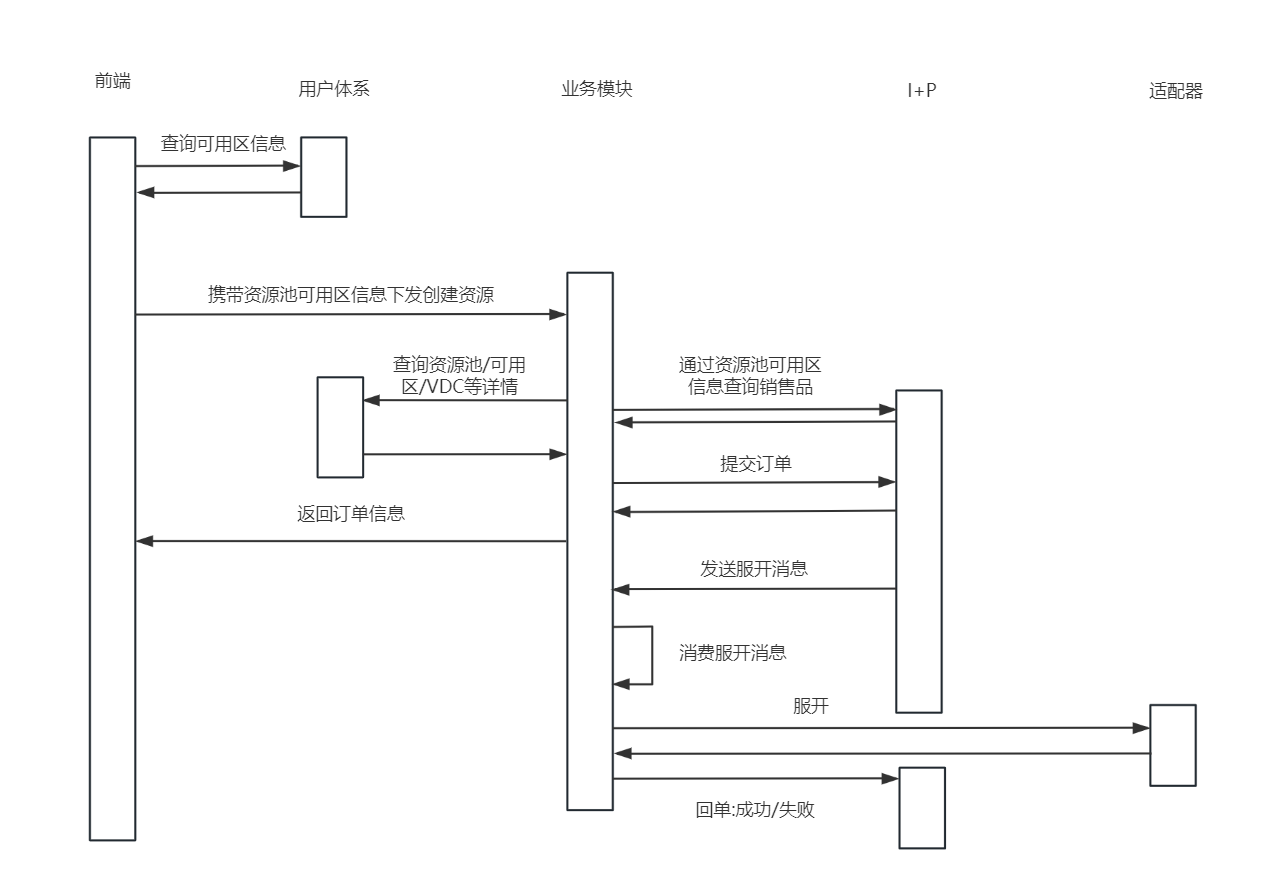 前端
用户体系
业务模块
I+P
适配器
查询可用区信息
携带资源池可用区信息下发创建资源
查询资源池/可用
区/VDC等详情
通过资源池可用区
信息查询销售品
提交订单
返回订单信息
发送服开消息
消费服开消息
服开
回单:成功/失败